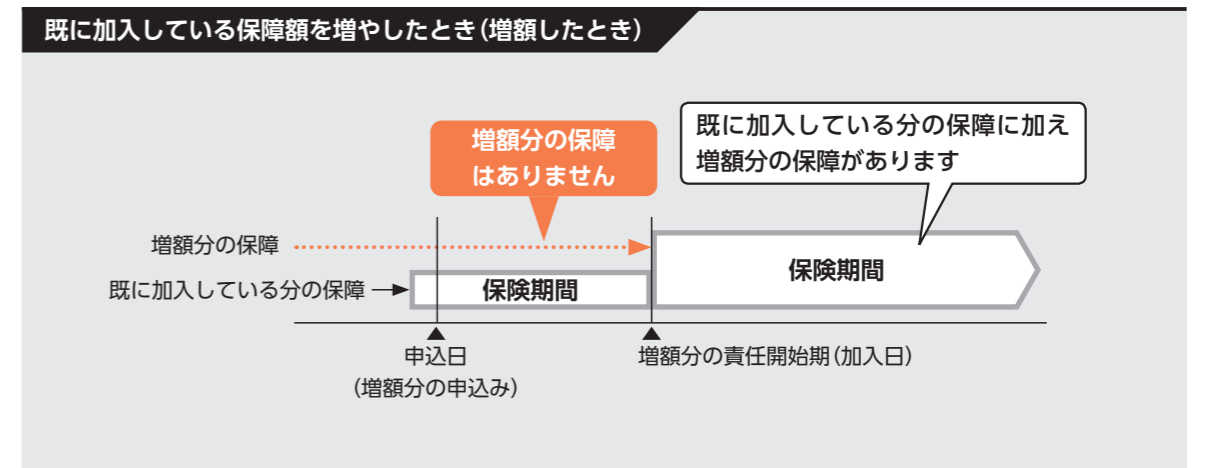 既に加入している保障額を増やしたとき(増額したとき)
増額分の保障
はありません
既に加入している分の保障に加え
増額分の保障があります
増額分の保障
保険期間
既に加入している分の保障
保険期間
申込日
(増額分の申込み)
増額分の責任開始期(加入日)